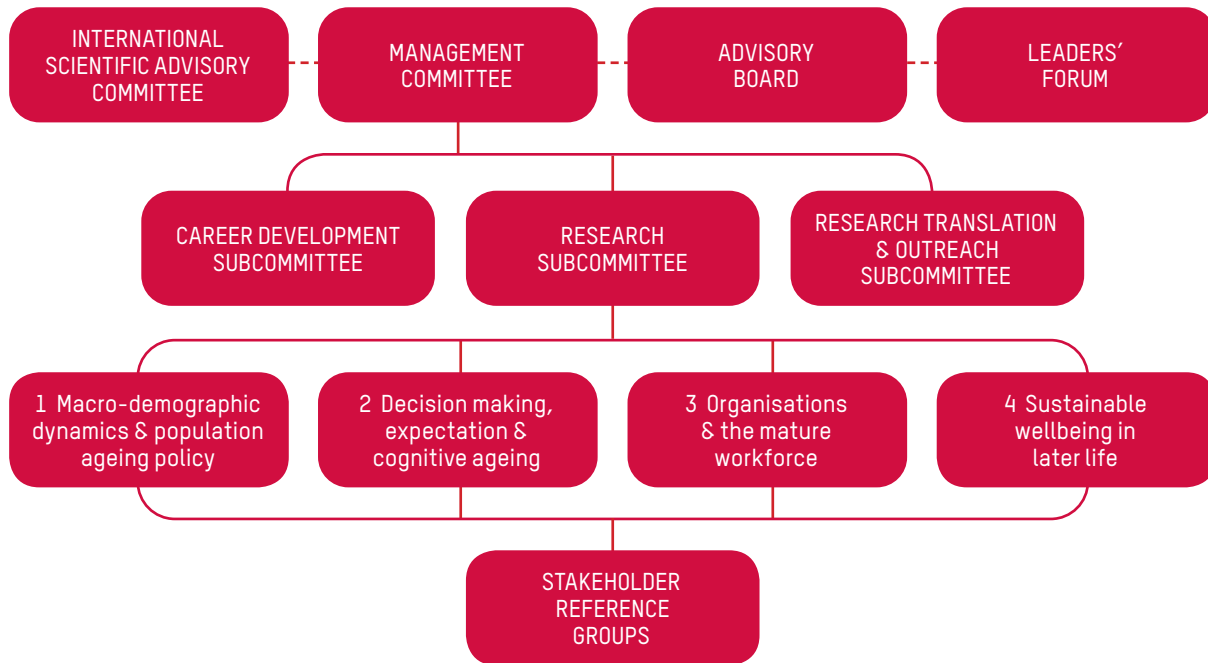 INTERNATIONAL
SCIENTIFIC ADVISORY
COMMITTEE
MANAGEMENT
COMMITTEE
ADVISORY
BOARD
LEADERS’
FORUM
CAREER DEVELOPMENT
SUBCOMMITTEE
RESEARCH
SUBCOMMITTEE
RESEARCH TRANSLATION
& OUTREACH
SUBCOMMITTEE
1 Macro-demographic
dynamics & population
ageing policy
2 Decision making,
expectation &
cognitive ageing
3 Organisations
& the mature
workforce
4 Sustainable
wellbeing in
later life
STAKEHOLDER
REFERENCE
GROUPS